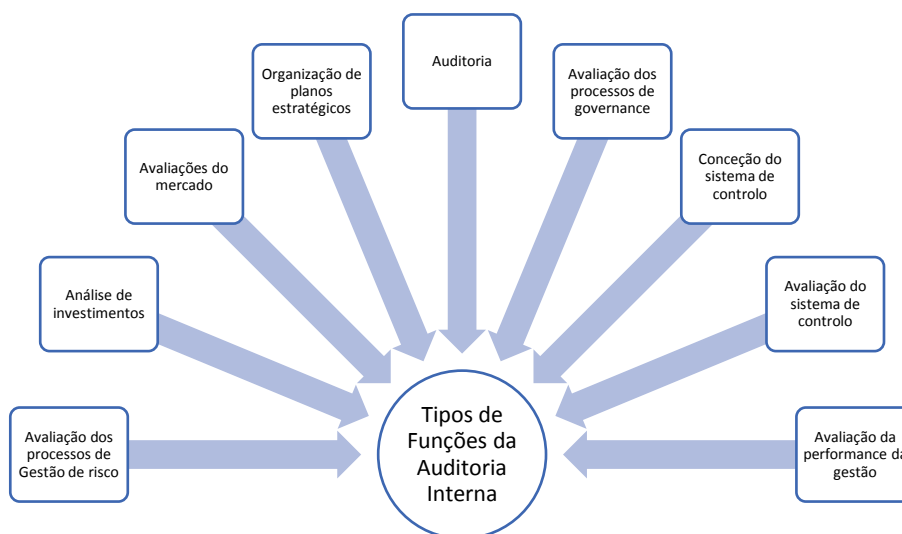 Auditoria
Organização de
planos
estratégicos
Avaliação dos
processos de
governance
Avaliações do
mercado
Conceção do
sistema de
controlo
Análise de
investimentos
Avaliação do
sistema de
controlo
Avaliação dos
processos de
Gestão de risco
Tipos de
Funções da
Auditoria
Interna
Avaliação da
performance da
gestão